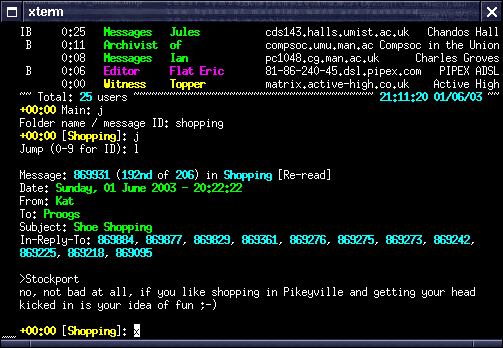 xterm
IB 0:25 Messages Jules cds143.halls.umist.ac.uk Chandos Hall
B 0:11 Archivist of compsoc.umu.man.ac Compsoc in the Union
0:08 Messages Ian pc1048.cg.man.ac.uk Charles Groves
B 0:06 Editor Flat Eric 81-86-240-45.dsl.pipex.com PIPEX ADSL
0:00 Witness Topper matrix.active-high.co.uk Active High
~~ Total: 25 users ~~~~~~~~~~~~~~~~~~~~~~~~~~~~~~~~~~~~ 21:11:20 01/06/03 ~~
+00:00 Main: j
Folder name / message ID: shopping
+00:00 [Shopping]: j
Jump (0-9 for ID): l
Message: 869931 (192nd of 206) in Shopping [Re-read]
Date: Sunday, 01 June 2003 - 20:22:22
From: Kat
To: Proogs
Subject: Shoe Shopping
In-Reply-To: 869884, 869877, 869829, 869361, 869276, 869275, 869273, 869242,
869225, 869218, 869095
>Stockport
no, not bad at all, if you like shopping in Pikeyville and getting your head
kicked in is your idea of fun ;-)
+00:00 [Shopping]: x